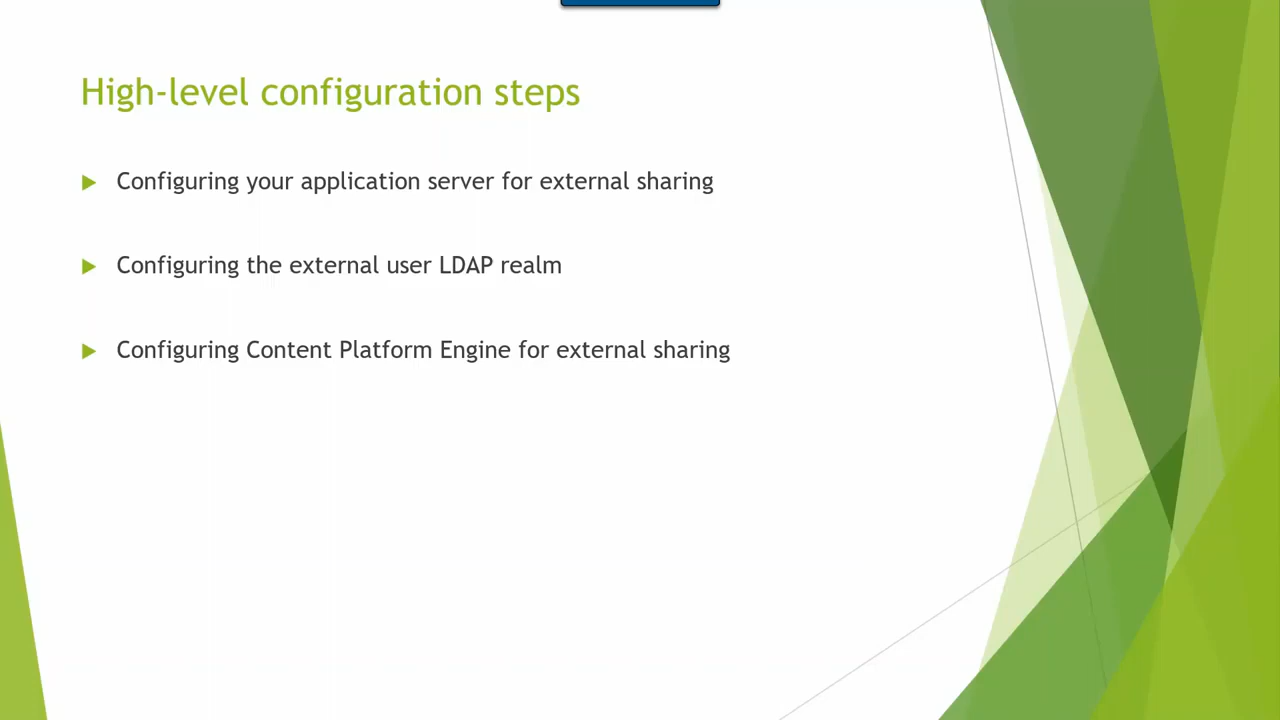 High-level configuration steps
Configuring your application server for external sharing
Configuring the external user LDAP realm
Configuring Content Platform Engine for external sharing